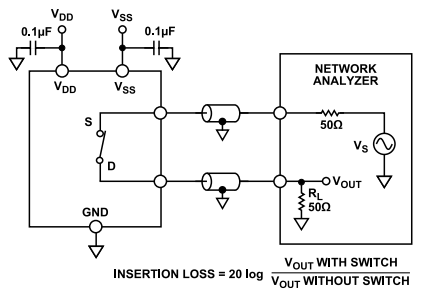 VDD
VSS
0.1µF
0.1µF
VDD
VSS
NETWORK
ANALYZER
S
50Ω
VS
D
VOUT
RL
50Ω
GND
INSERTION LOSS = 20 log
VOUT WITH SWITCH
VOUT WITHOUT SWITCH